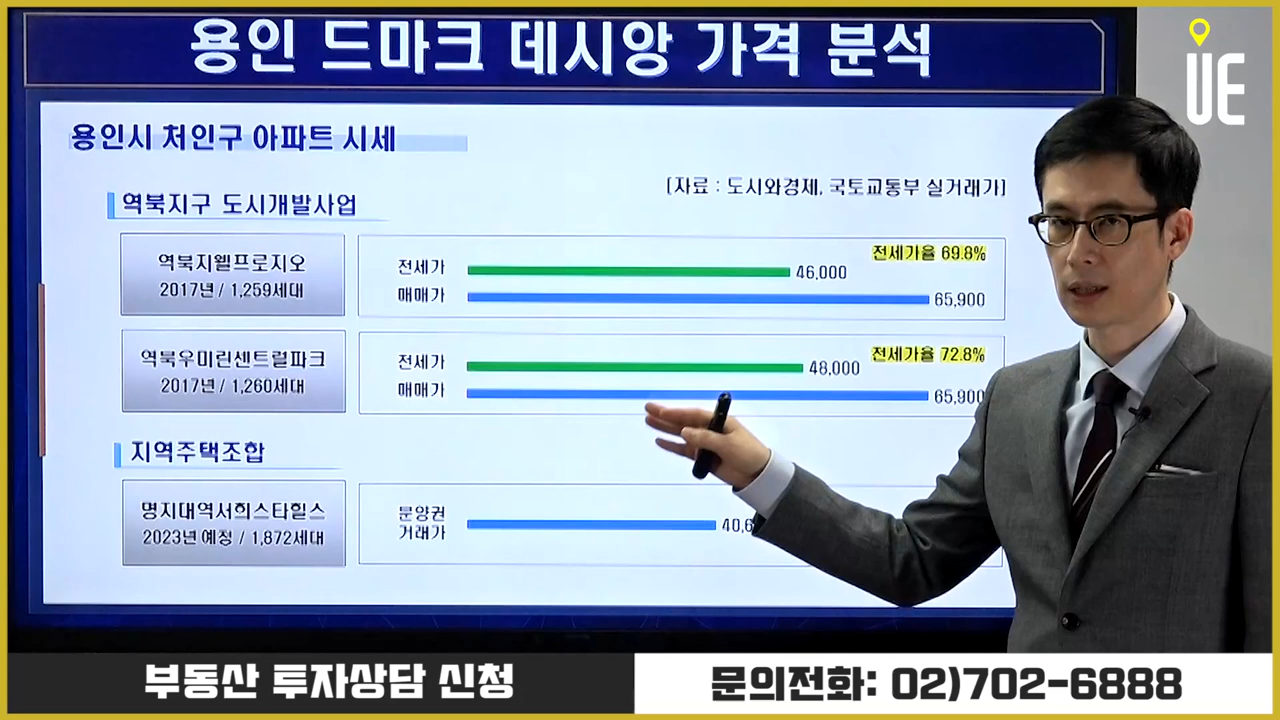 용인 드마크 데시앙 가격 분석
UE
용인시 처인구 아파트 시세
[자료 : 도시와경제, 국토교통부 실거래가]
역북지구 도시개발사업
역북지웰프로지오
2017년 / 1,259세대
전세가율 69.8%
전세가 46,000
매매가 65,900
역북우미린센트럴파크
2017년 / 1,260세대
전세가율 72.8%
전세가 48,000
매매가 65,900
지역주택조합
명지대역서희스타힐스
2023년 예정 / 1,872세대
분양권
거래가
부동산 투자상담 신청
문의전화: 02)702-6888